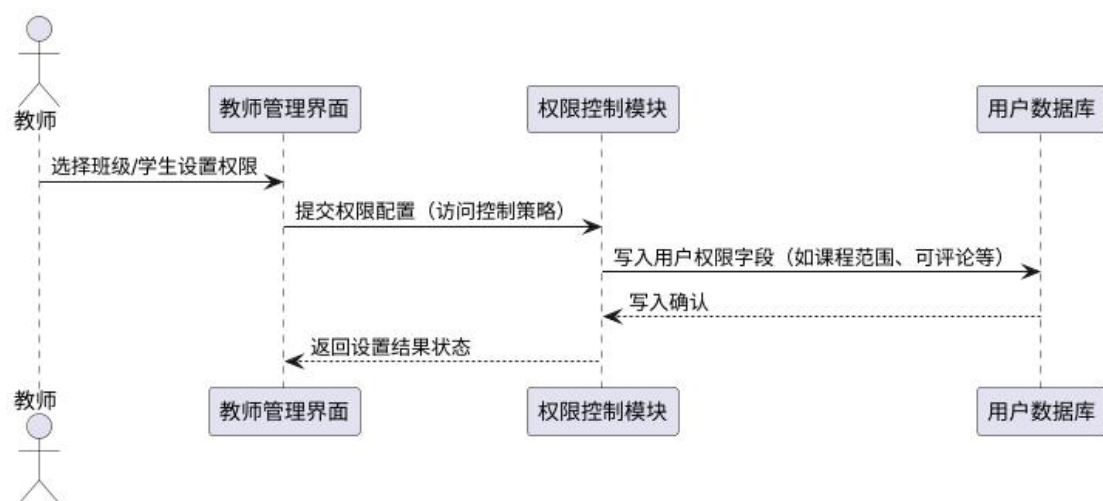 教师
教师管理界面
权限控制模块
用户数据库
选择班级/学生设置权限
提交权限配置（访问控制策略）
写入用户权限字段（如课程范围、可评论等）
写入确认
返回设置结果状态
教师
教师管理界面
权限控制模块
用户数据库